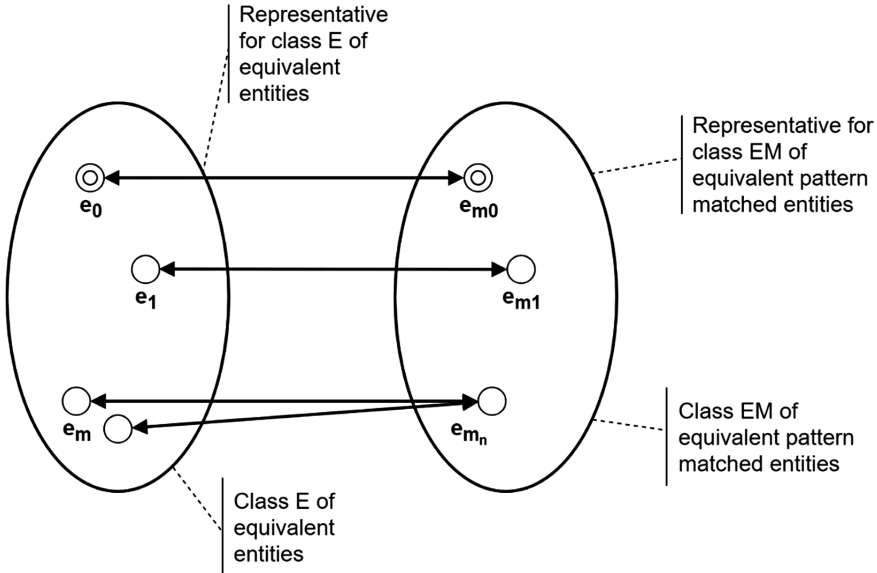 Representative
for class E of
equivalent
entities
Representative for
class EM of
equivalent pattern
matched entities
e0
em0
e1
em1
em
emn
Class EM of
equivalent pattern
matched entities
Class E of
equivalent
entities